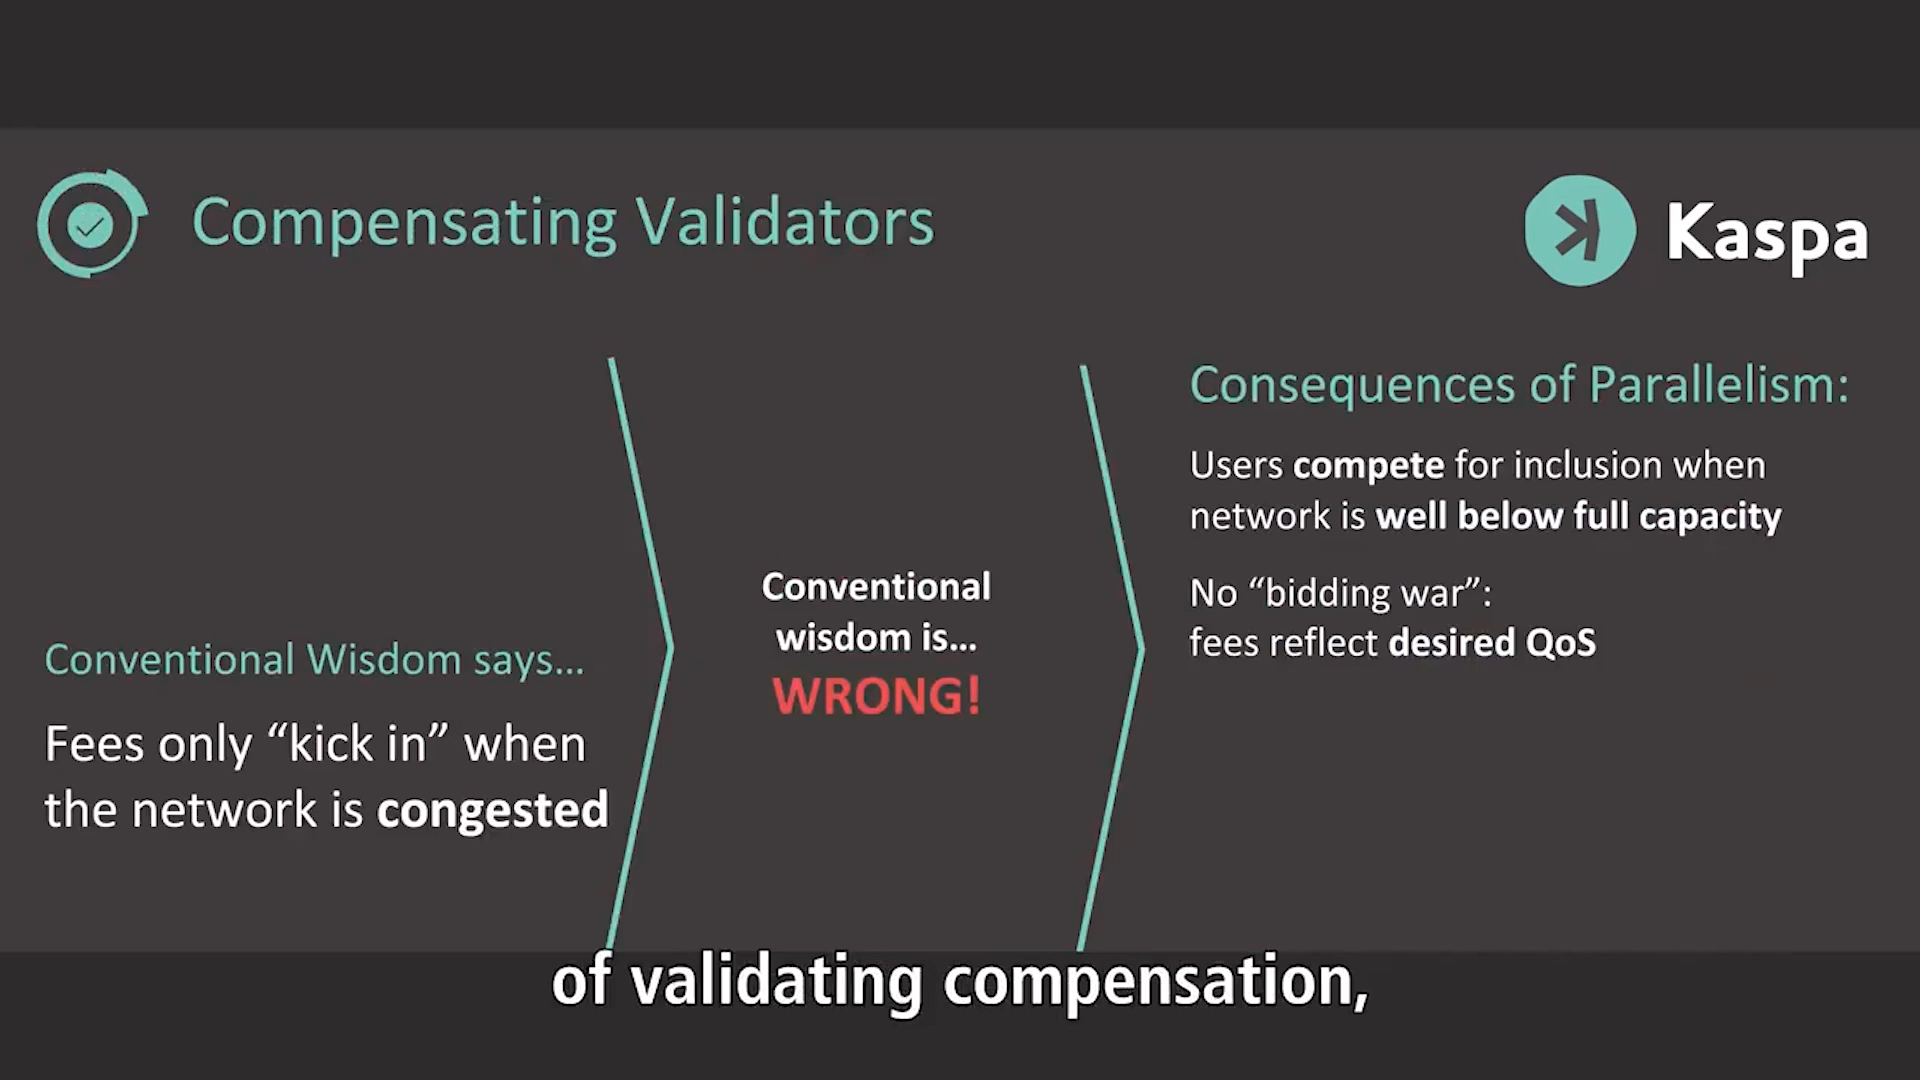 Compensating Validators
Kaspa
Conventional Wisdom says...
Fees only “kick in” when
the network is congested
Conventional
wisdom is...
WRONG!
Consequences of Parallelism:
Users compete for inclusion when
network is well below full capacity
No “bidding war”:
fees reflect desired QoS
of validating compensation,